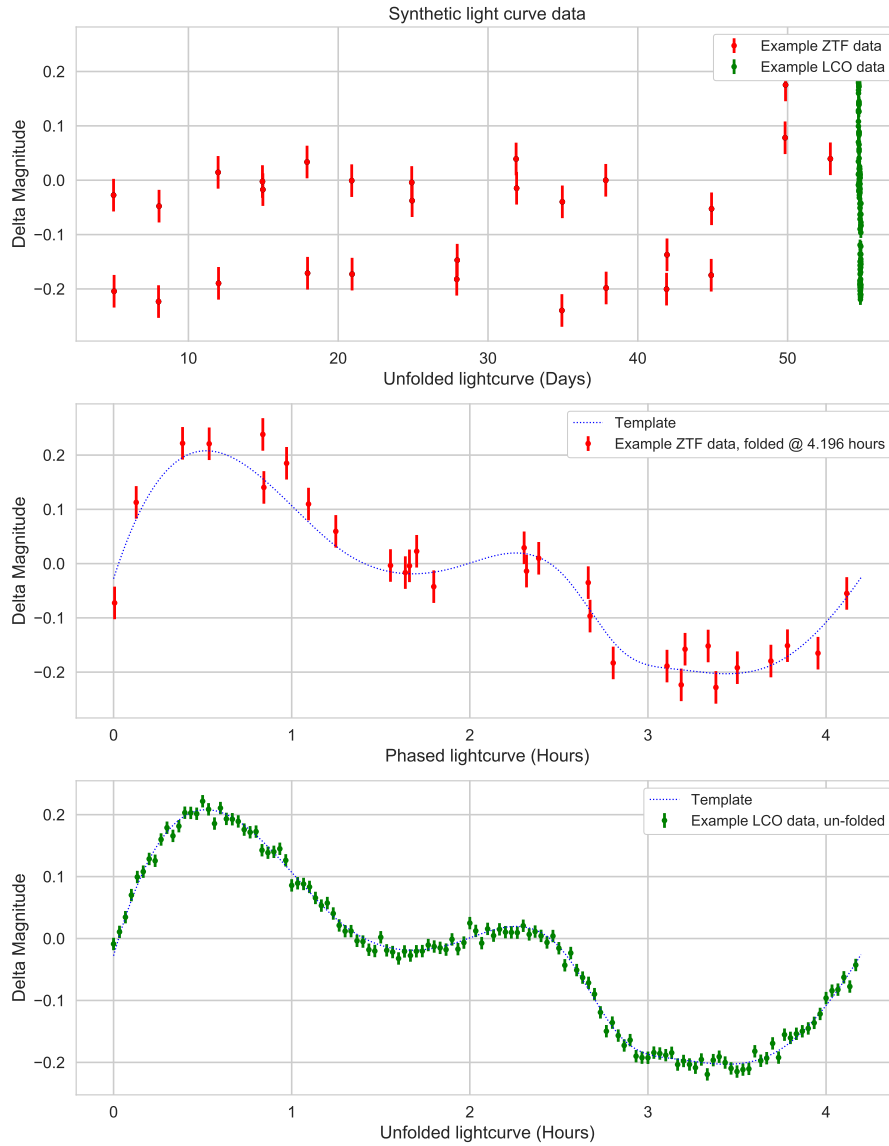 Synthetic light curve data
Example ZTF data
Example LCO data
0.2
0.1
0.0
−0.1
−0.2
Delta Magnitude
10 20 30 40 50
Unfolded lightcurve (Days)
Template
Example ZTF data, folded @ 4.196 hours
0.2
0.1
0.0
−0.1
−0.2
Delta Magnitude
0 1 2 3 4
Phased lightcurve (Hours)
Template
Example LCO data, un-folded
0.2
0.1
0.0
−0.1
−0.2
Delta Magnitude
0 1 2 3 4
Unfolded lightcurve (Hours)